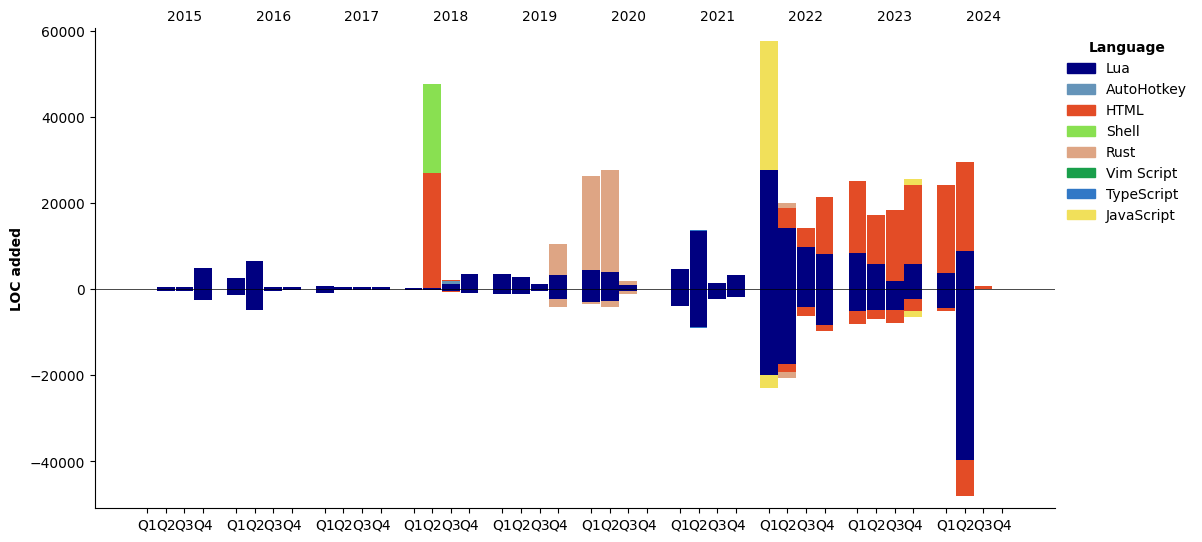 2015 2016 2017 2018 2019 2020 2021 2022 2023 2024
60000
40000
20000
0
−20000
−40000
LOC added
Q1Q2Q3Q4 Q1Q2Q3Q4 Q1Q2Q3Q4 Q1Q2Q3Q4 Q1Q2Q3Q4 Q1Q2Q3Q4 Q1Q2Q3Q4 Q1Q2Q3Q4 Q1Q2Q3Q4 Q1Q2Q3Q4
Language
Lua
AutoHotkey
HTML
Shell
Rust
Vim Script
TypeScript
JavaScript